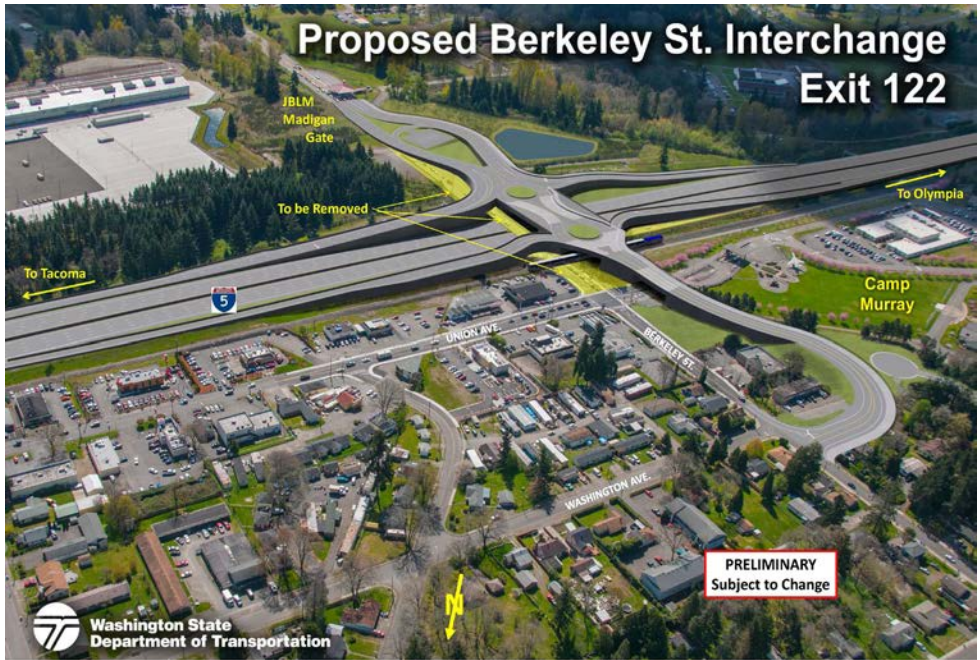 Proposed Berkeley St. Interchange
Exit 122
JBLM
Madigan
Gate
To be Removed
To Olympia
To Tacoma
5
Camp
Murray
UNION AVE.
BERKELEY ST.
WASHINGTON AVE.
PRELIMINARY
Subject to Change
N
Washington State
Department of Transportation